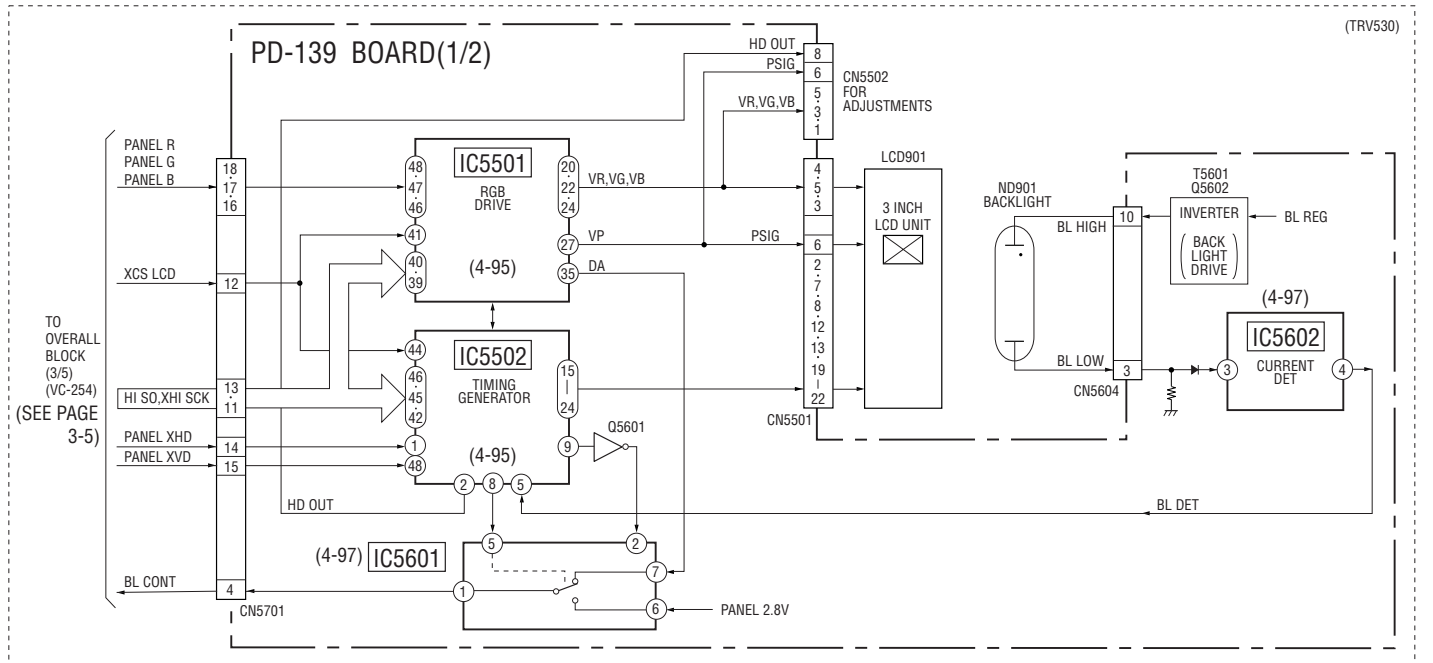 (TRV530)
PD-139 BOARD(1/2)
HD OUT
8
PSIG
6
CN5502
FOR
ADJUSTMENTS
VR,VG,VB
5
3
1
PANEL R
PANEL G
PANEL B
18
17
16
48
47
46
IC5501
RGB
DRIVE
(4-95)
20
22
24
VR,VG,VB
4
5
3
LCD901
3 INCH
LCD UNIT
41
40
39
27
VP
PSIG
6
35
DA
2
7
8
12
13
19
22
CN5501
XCS LCD
12
TO
OVERALL
BLOCK
(3/5)
(VC-254)
(SEE PAGE
3-5)
HI SO,XHI SCK
13
11
44
46
45
42
IC5502
TIMING
GENERATOR
(4-95)
15
24
PANEL XHD
14
1
PANEL XVD
15
48
9
Q5601
2
8
5
HD OUT
BL DET
ND901
BACKLIGHT
BL HIGH
10
T5601
Q5602
INVERTER
BACK
LIGHT
DRIVE
BL REG
(4-97)
IC5602
CURRENT
DET
BL LOW
3
CN5604
3
4
(4-97)
IC5601
5
2
7
1
6
PANEL 2.8V
BL CONT
4
CN5701